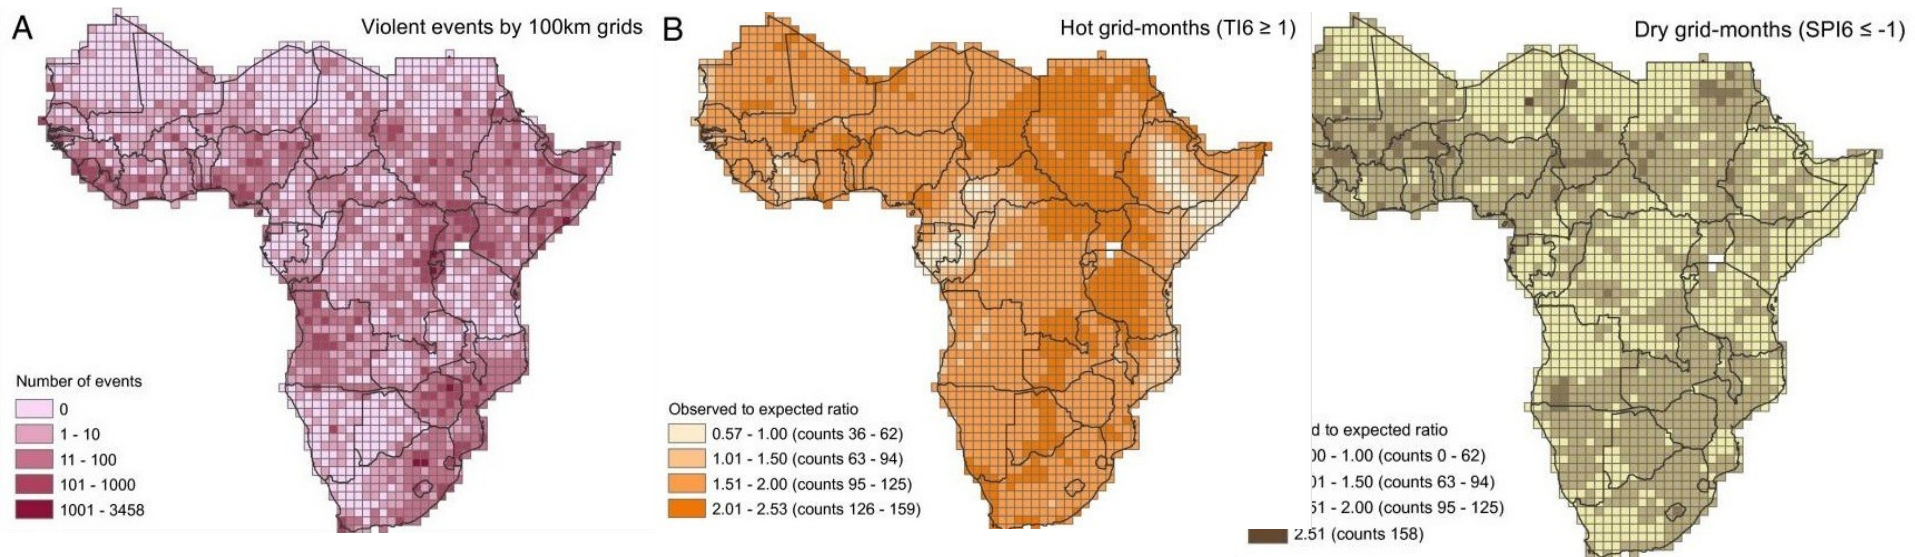 A
Violent events by 100km grids
Number of events
0
1 - 10
11 - 100
101 - 1000
1001 - 3458
B
Hot grid-months (TI6 ≥ 1)
Observed to expected ratio
0.57 - 1.00 (counts 36 - 62)
1.01 - 1.50 (counts 63 - 94)
1.51 - 2.00 (counts 95 - 125)
2.01 - 2.53 (counts 126 - 159)
Dry grid-months (SPI6 ≤ -1)
d to expected ratio
00 - 1.00 (counts 0 - 62)
01 - 1.50 (counts 63 - 94)
51 - 2.00 (counts 95 - 125)
2.51 (counts 158)